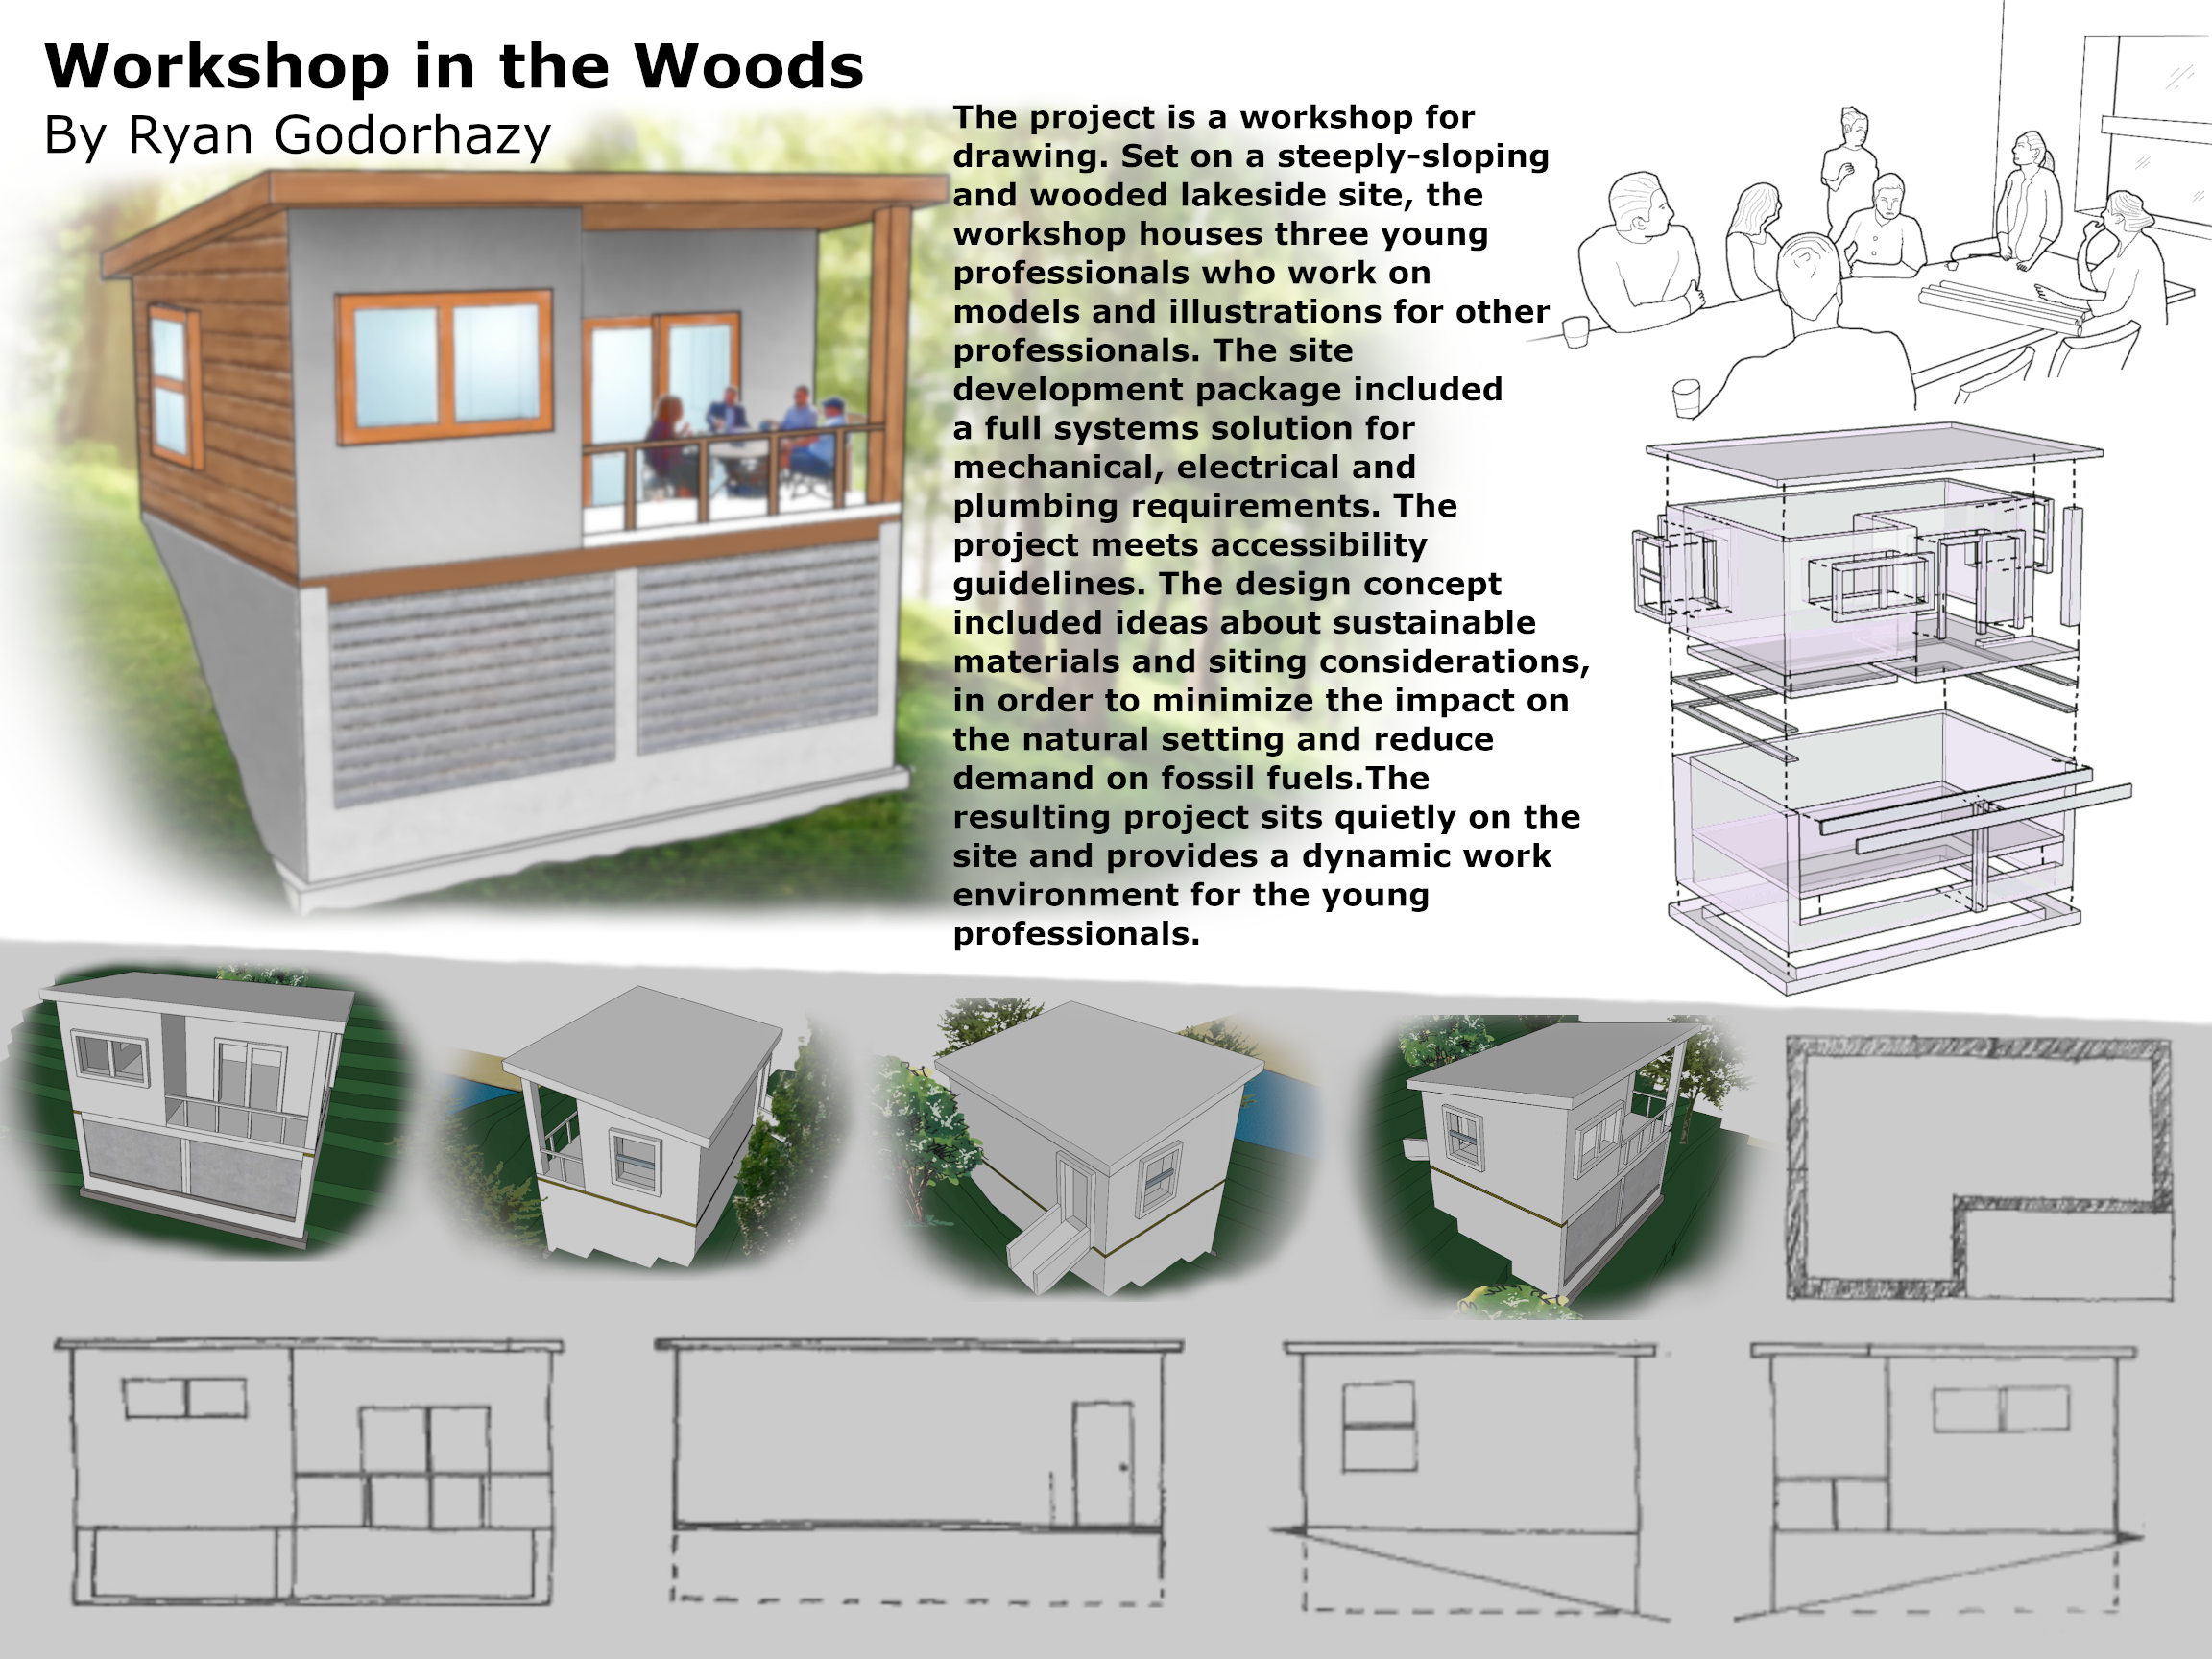 Workshop in the Woods
By Ryan Godorhazy
The project is a workshop for
drawing. Set on a steeply-sloping
and wooded lakeside site, the
workshop houses three young
professionals who work on
models and illustrations for other
professionals. The site
development package included
a full systems solution for
mechanical, electrical and
plumbing requirements. The
project meets accessibility
guidelines. The design concept
included ideas about sustainable
materials and siting considerations,
in order to minimize the impact on
the natural setting and reduce
demand on fossil fuels.The
resulting project sits quietly on the
site and provides a dynamic work
environment for the young
professionals.